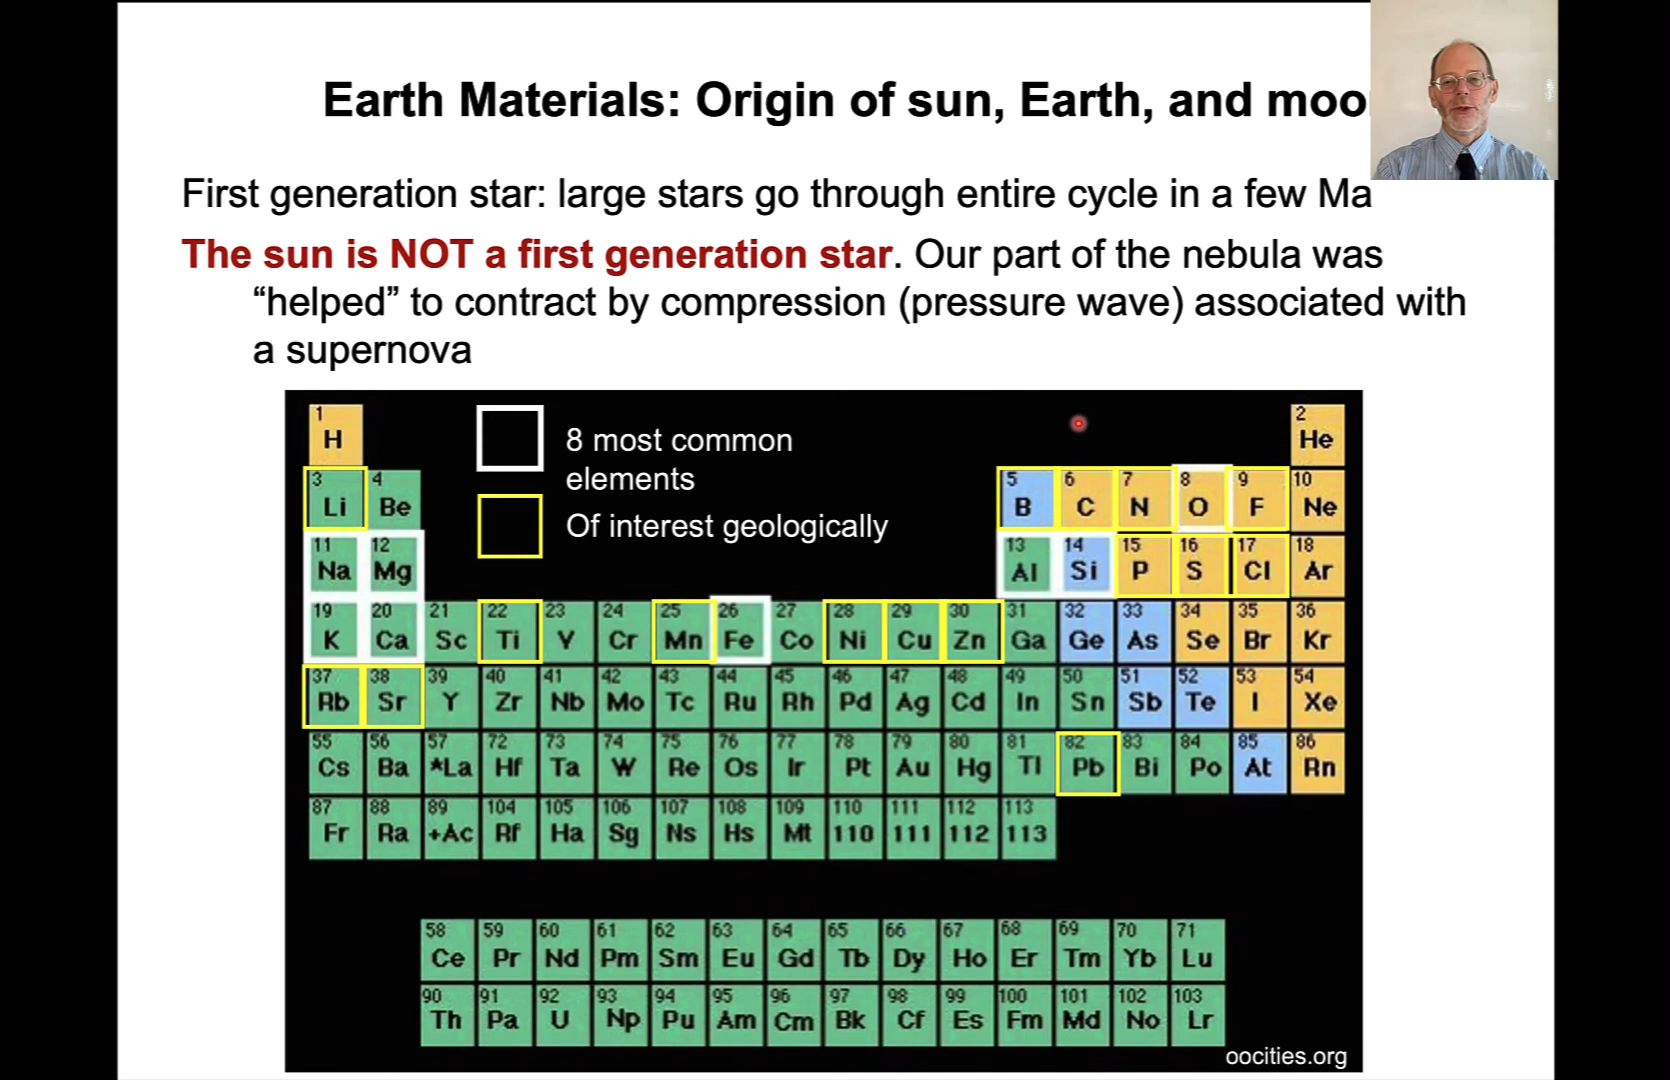 Earth Materials: Origin of sun, Earth, and moo
First generation star: large stars go through entire cycle in a few Ma
The sun is NOT a first generation star. Our part of the nebula was
“helped” to contract by compression (pressure wave) associated with
a supernova
8 most common
elements
Of interest geologically
1 2
H He
3 4 5 6 7 8 9 10
Li Be B C N O F Ne
11 12 13 14 15 16 17 18
Na Mg Al Si P S Cl Ar
19 20 21 22 23 24 25 26 27 28 29 30 31 32 33 34 35 36
K Ca Sc Ti V Cr Mn Fe Co Ni Cu Zn Ga Ge As Se Br Kr
37 38 39 40 41 42 43 44 45 46 47 48 49 50 51 52 53 54
Rb Sr Y Zr Nb Mo Tc Ru Rh Pd Ag Cd In Sn Sb Te I Xe
55 56 57 72 73 74 75 76 77 78 79 80 81 82 83 84 85 86
Cs Ba *La Hf Ta W Re Os Ir Pt Au Hg Tl Pb Bi Po At Rn
87 88 89 104 105 106 107 108 109 110 111 112 113
Fr Ra +Ac Rf Ha Sg Ns Hs Mt 110 111 112 113
58 59 60 61 62 63 64 65 66 67 68 69 70 71
Ce Pr Nd Pm Sm Eu Gd Tb Dy Ho Er Tm Yb Lu
90 91 92 93 94 95 96 97 98 99 100 101 102 103
Th Pa U Np Pu Am Cm Bk Cf Es Fm Md No Lr
oocities.org